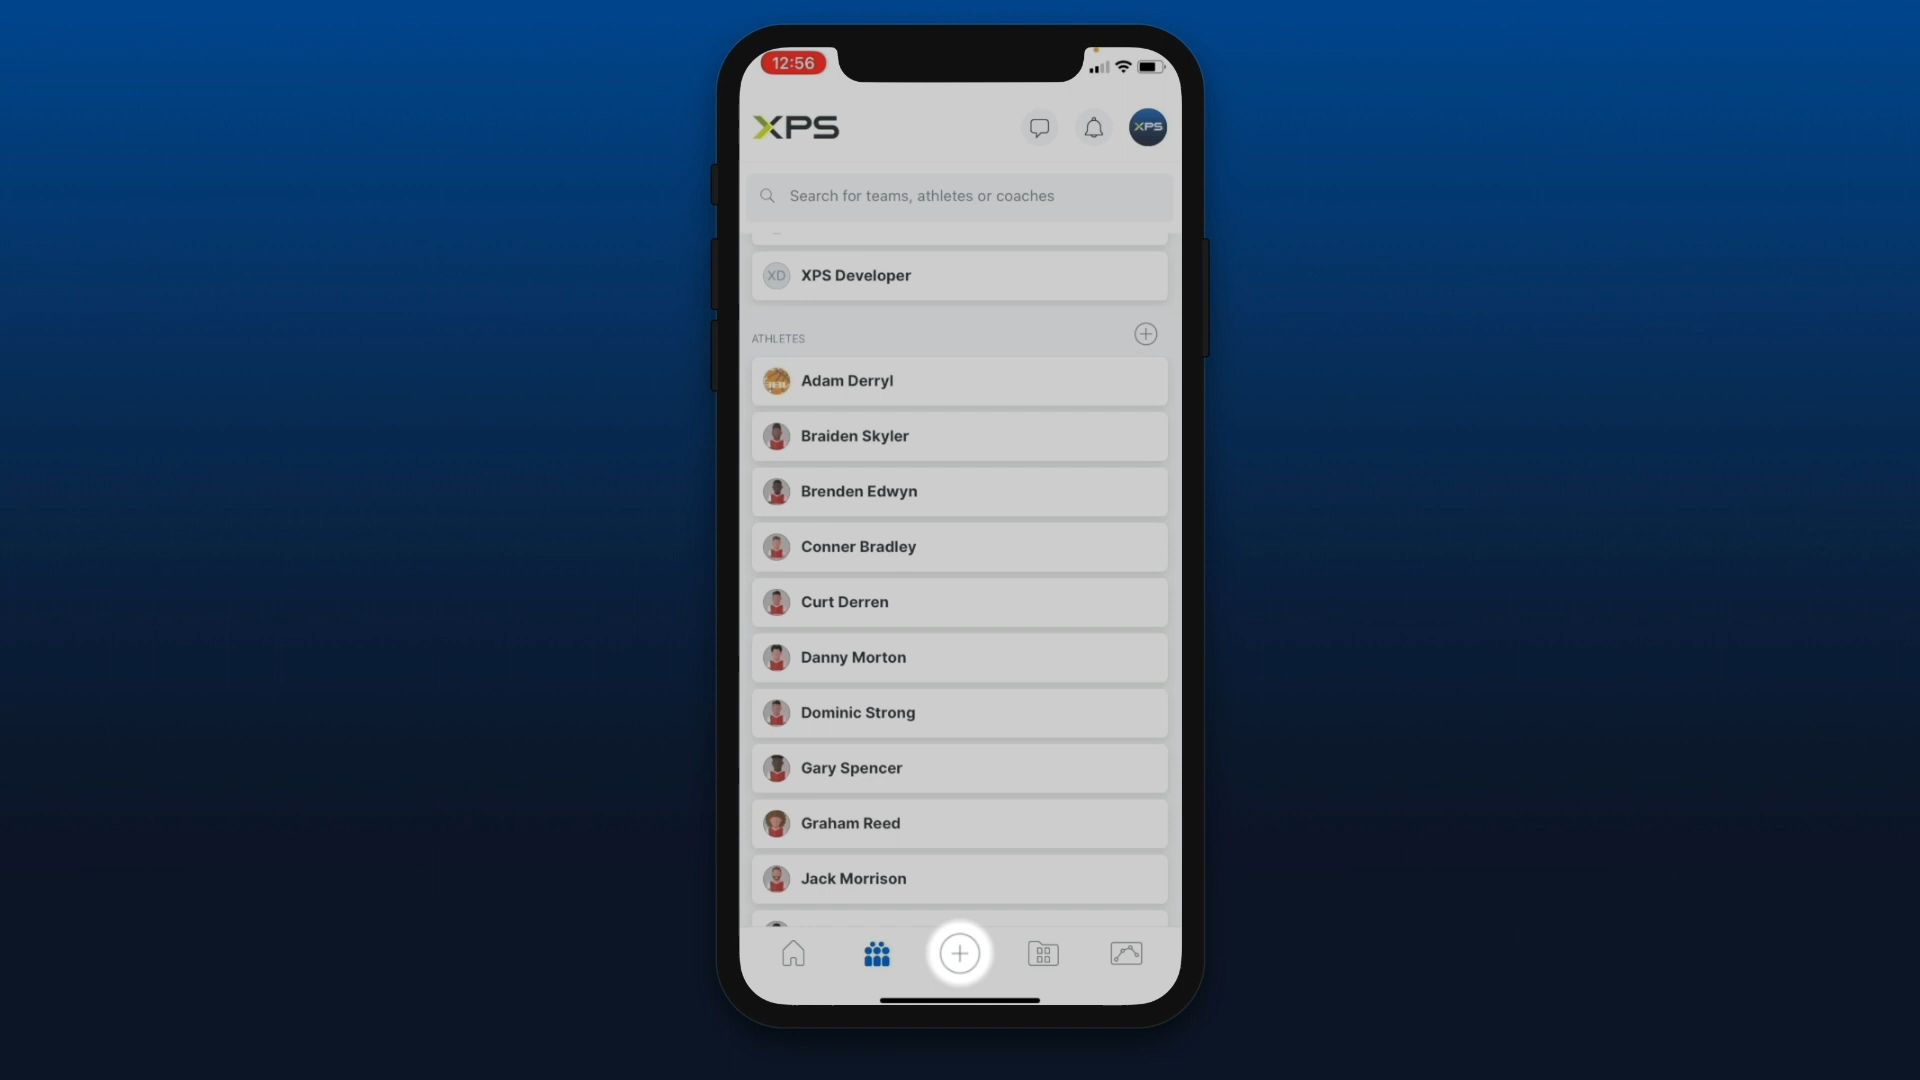 12:56
XPS
XPS
Search for teams, athletes or coaches
XD
XPS Developer
ATHLETES
Adam Derryl
Braiden Skyler
Brenden Edwyn
Conner Bradley
Curt Derren
Danny Morton
Dominic Strong
Gary Spencer
Graham Reed
Jack Morrison